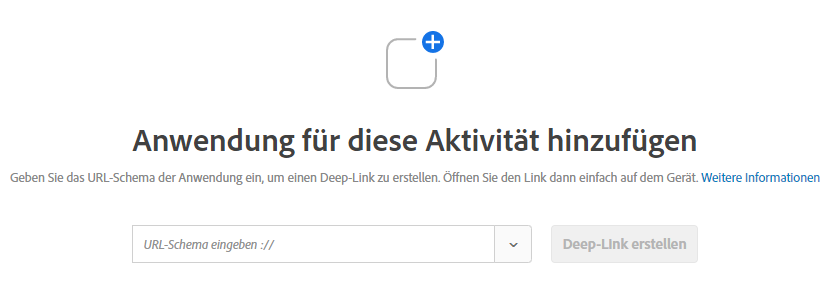 Anwendung für diese Aktivität hinzufügen
Geben Sie das URL-Schema der Anwendung ein, um einen Deep-Link zu erstellen. Öffnen Sie den Link dann einfach auf dem Gerät. Weitere Informationen
URL-Schema eingeben :// Deep-Link erstellen